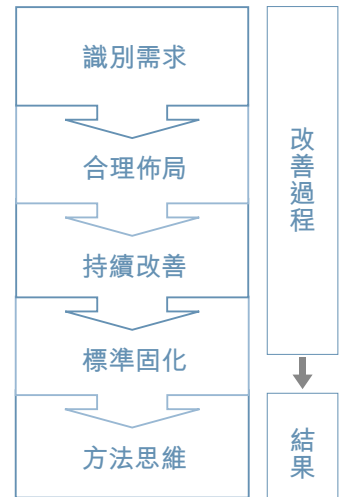 識別需求
合理佈局
持續改善
標準固化
方法思維
改善過程
結果